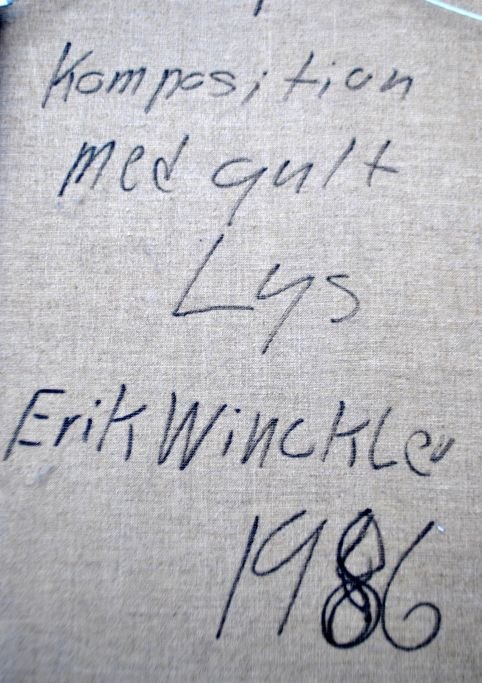 Komposition
med gult
Lys
Erik Winckler
1986